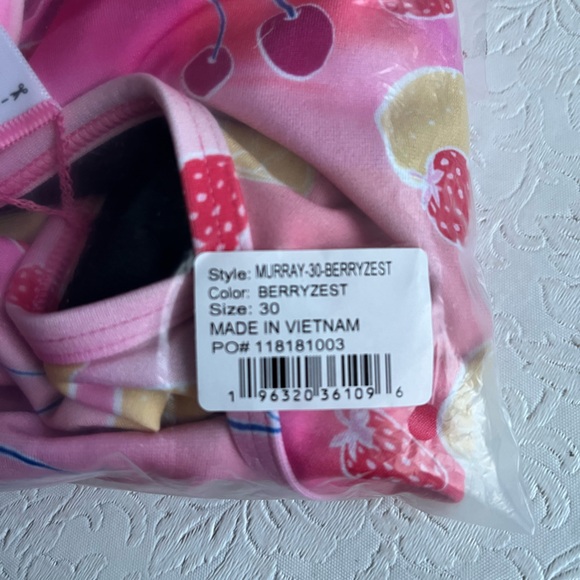 Style: MURRAY-30-BERRYZEST
Color: BERRYZEST
Size: 30
MADE IN VIETNAM
PO# 118181003
1 96320 36109 6